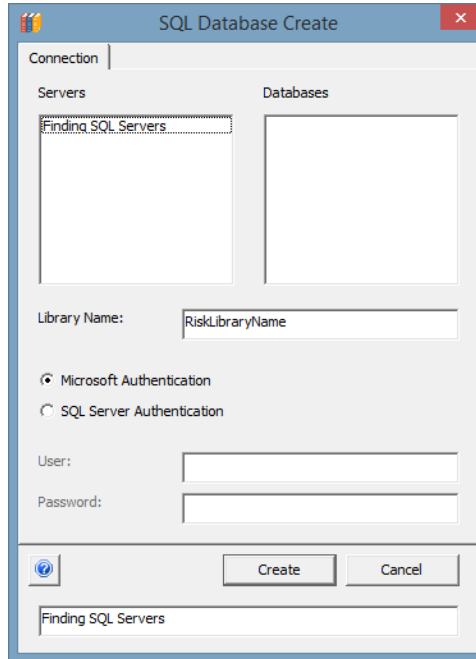 SQL Database Create
Connection
Servers Databases
Finding SQL Servers
Library Name: RiskLibraryName
Microsoft Authentication
SQL Server Authentication
User:
Password:
Create Cancel
Finding SQL Servers